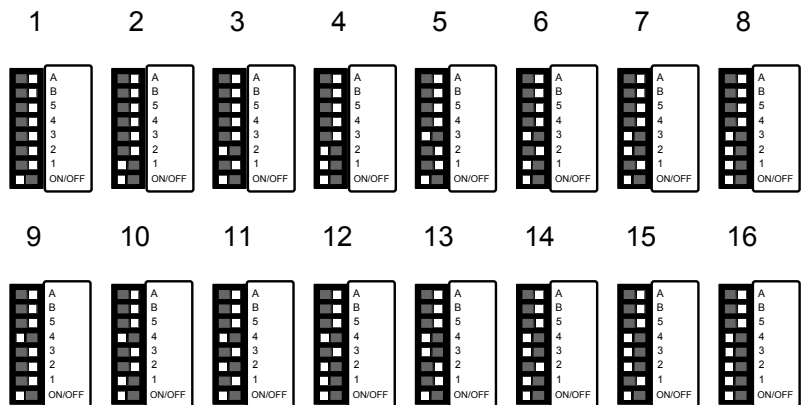 1 2 3 4 5 6 7 8
A A A A A A A A
B B B B B B B B
5 5 5 5 5 5 5 5
4 4 4 4 4 4 4 4
3 3 3 3 3 3 3 3
2 2 2 2 2 2 2 2
1 1 1 1 1 1 1 1
ON/OFF ON/OFF ON/OFF ON/OFF ON/OFF ON/OFF ON/OFF ON/OFF
9 10 11 12 13 14 15 16
A A A A A A A A
B B B B B B B B
5 5 5 5 5 5 5 5
4 4 4 4 4 4 4 4
3 3 3 3 3 3 3 3
2 2 2 2 2 2 2 2
1 1 1 1 1 1 1 1
ON/OFF ON/OFF ON/OFF ON/OFF ON/OFF ON/OFF ON/OFF ON/OFF